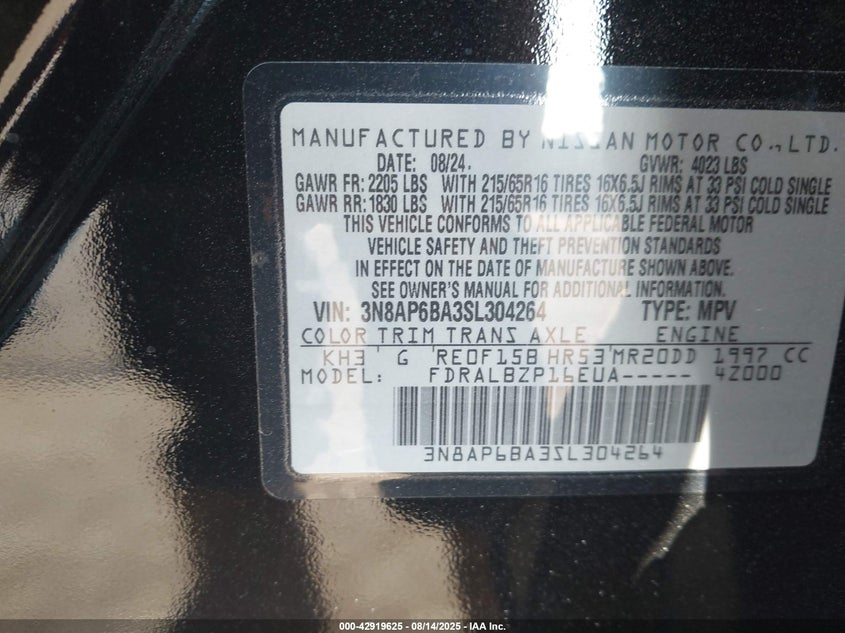 MANUFACTURED BY NISSAN MOTOR CO.,LTD.
DATE: 08/24. GVWR: 4023 LBS
GAWR FR: 2205 LBS WITH 215/65R16 TIRES 16X6.5J RIMS AT 33 PSI COLD SINGLE
GAWR RR: 1830 LBS WITH 215/65R16 TIRES 16X6.5J RIMS AT 33 PSI COLD SINGLE
THIS VEHICLE CONFORMS TO ALL APPLICABLE FEDERAL MOTOR
VEHICLE SAFETY AND THEFT PREVENTION STANDARDS
IN EFFECT ON THE DATE OF MANUFACTURE SHOWN ABOVE.
SEE OWNER'S MANUAL FOR ADDITIONAL INFORMATION.
VIN: 3N8AP6BA3SL304264 TYPE: MPV
COLOR TRIM TRANS AXLE ENGINE
KH3 G RE0F15B HR53 MR20DD 1997 CC
MODEL: FDRALBZP16EUA----- 42000
3N8AP6BA3SL304264
000-42919625 - 08/14/2025 - IAA Inc.